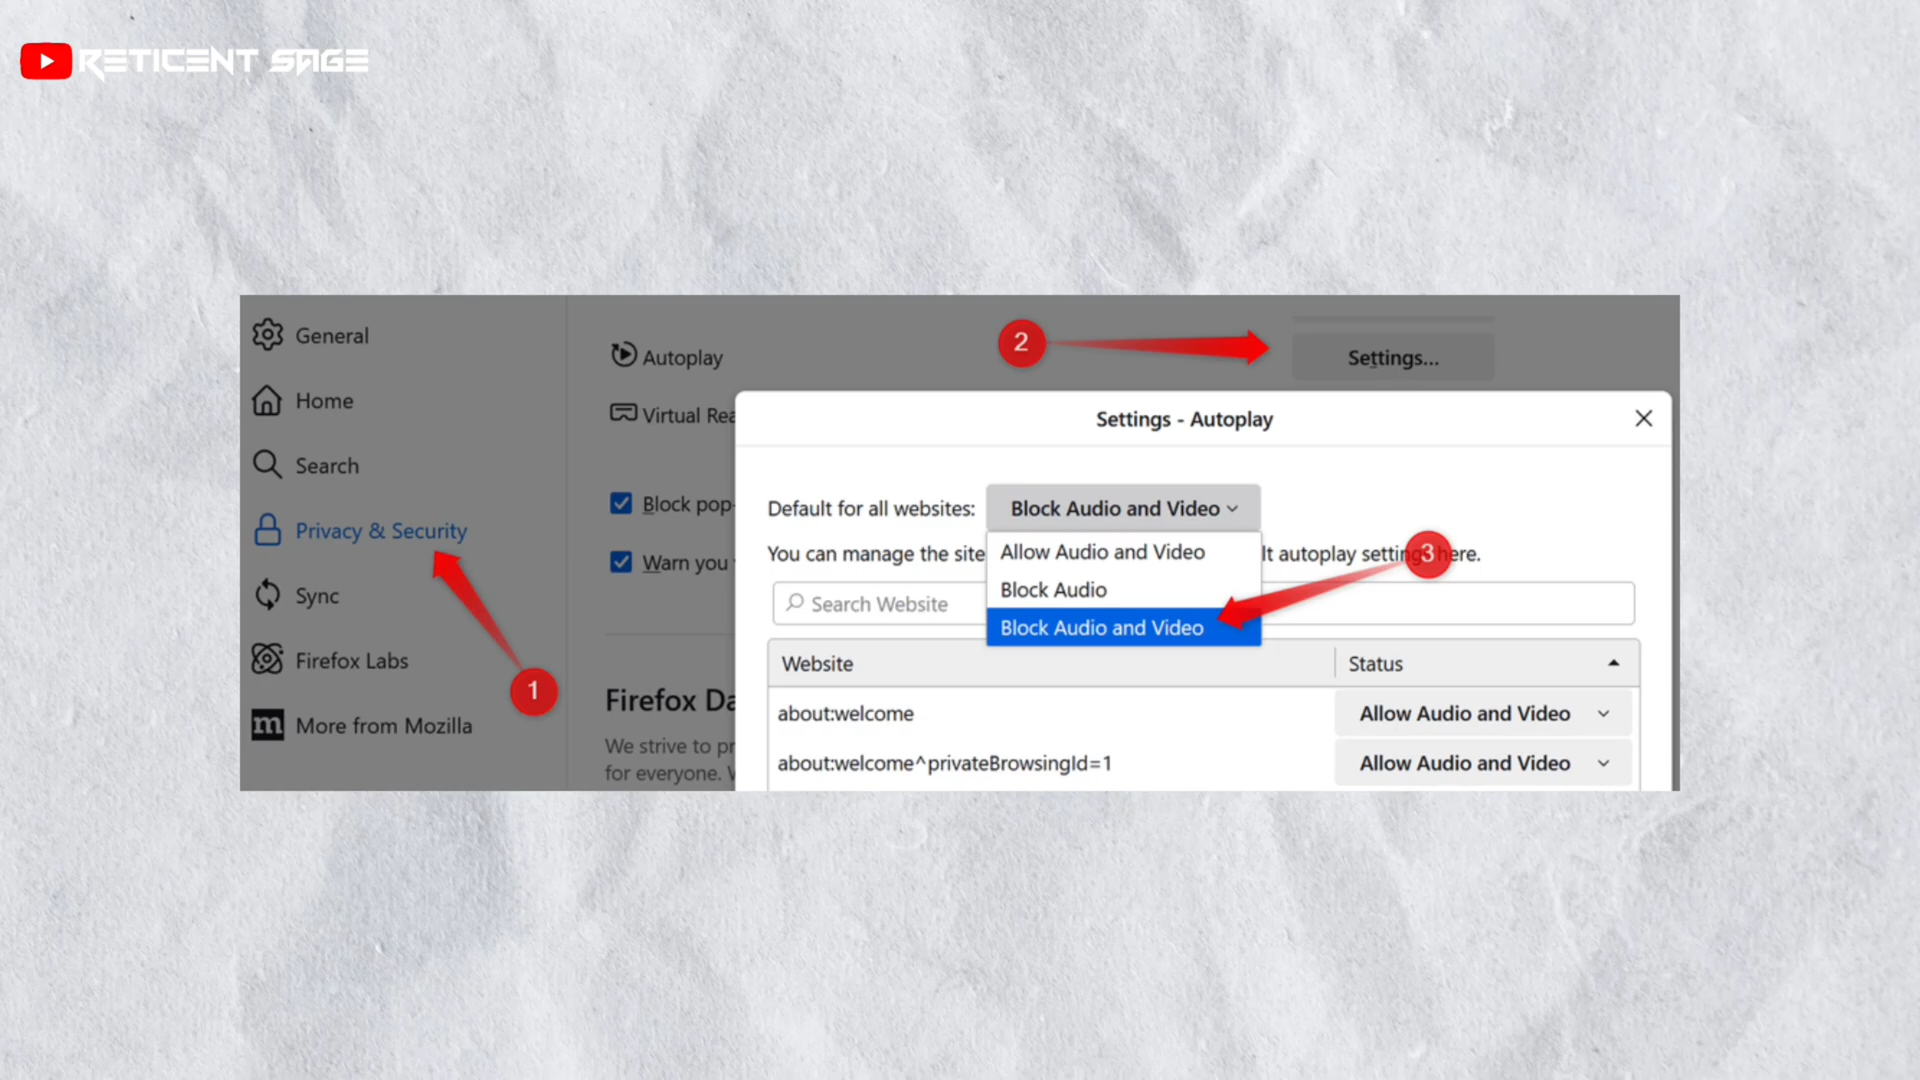 RETICENT SAGE
General
Home
Search
Privacy & Security
Sync
Firefox Labs
More from Mozilla
1
Autoplay
2
Settings...
Virtual Rea
Block pop-
Warn you
Firefox Da
We strive to pr
for everyone. W
Settings - Autoplay
Default for all websites: Block Audio and Video
You can manage the site
lt autoplay setting
here.
3
Allow Audio and Video
Block Audio
Block Audio and Video
Search Website
Website Status
about:welcome Allow Audio and Video
about:welcome^privateBrowsingId=1 Allow Audio and Video